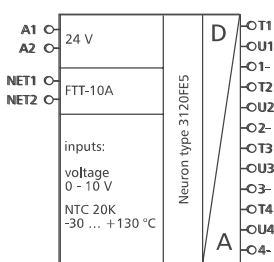 A1
A2
24 V
NET1
NET2
FTT-10A
inputs:
voltage
0 - 10 V
NTC 20K
-30 ... +130 °C
Neuron type 3120FE5
D
A
T1
U1
1-
T2
U2
2-
T3
U3
3-
T4
U4
4-